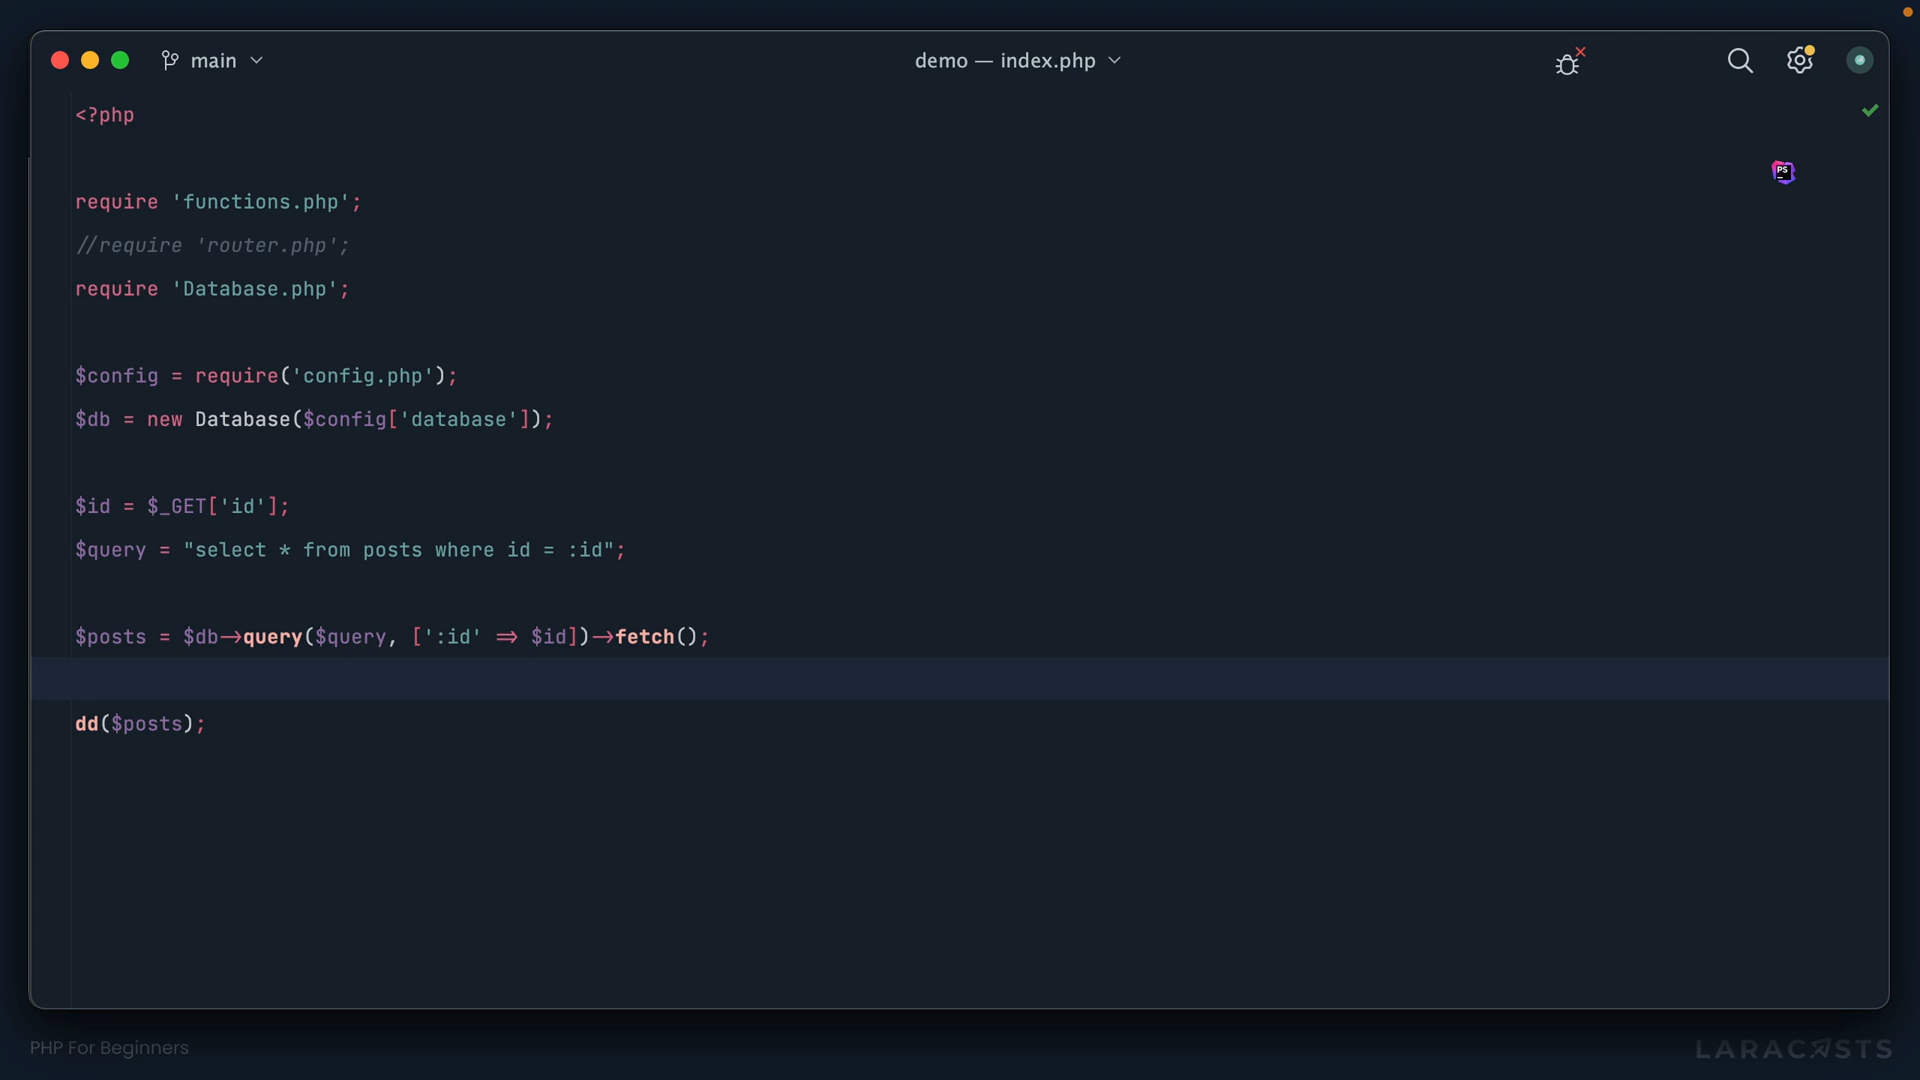 main
demo — index.php
<?php
PS
require 'functions.php';
//require 'router.php';
require 'Database.php';
$config = require('config.php');
$db = new Database($config['database']);
$id = $_GET['id'];
$query = "select * from posts where id = :id";
$posts = $db->query($query, [':id' => $id])->fetch();
dd($posts);
PHP For Beginners
LARACASTS